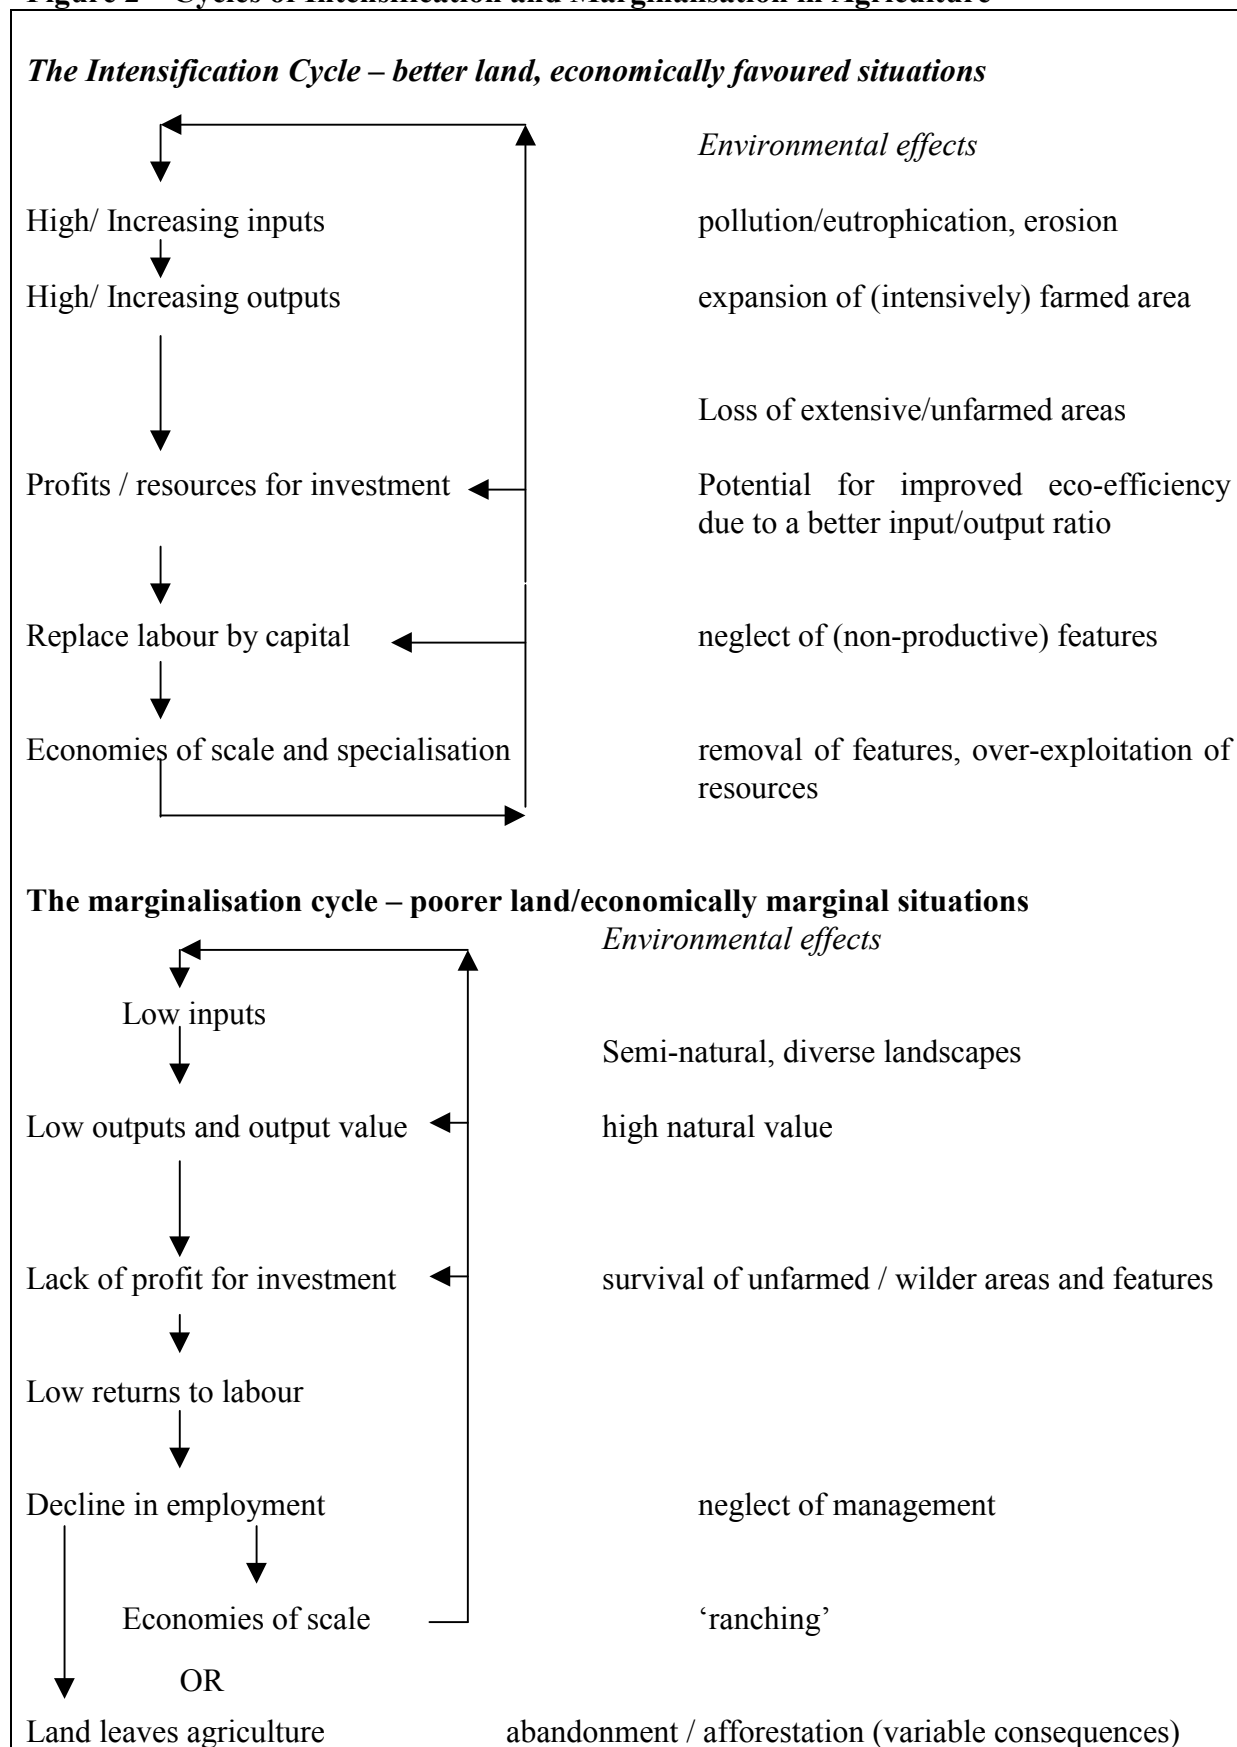 Figure 2 – Cycles of Intensification and Marginalisation in Agriculture
The Intensification Cycle – better land, economically favoured situations
Environmental effects
High/ Increasing inputs pollution/eutrophication, erosion
High/ Increasing outputs expansion of (intensively) farmed area
Loss of extensive/unfarmed areas
Profits / resources for investment Potential for improved eco-efficiency
due to a better input/output ratio
Replace labour by capital neglect of (non-productive) features
Economies of scale and specialisation removal of features, over-exploitation of
resources
The marginalisation cycle – poorer land/economically marginal situations
Environmental effects
Low inputs
Semi-natural, diverse landscapes
Low outputs and output value high natural value
Lack of profit for investment survival of unfarmed / wilder areas and features
Low returns to labour
Decline in employment neglect of management
Economies of scale ‘ranching’
OR
Land leaves agriculture abandonment / afforestation (variable consequences)